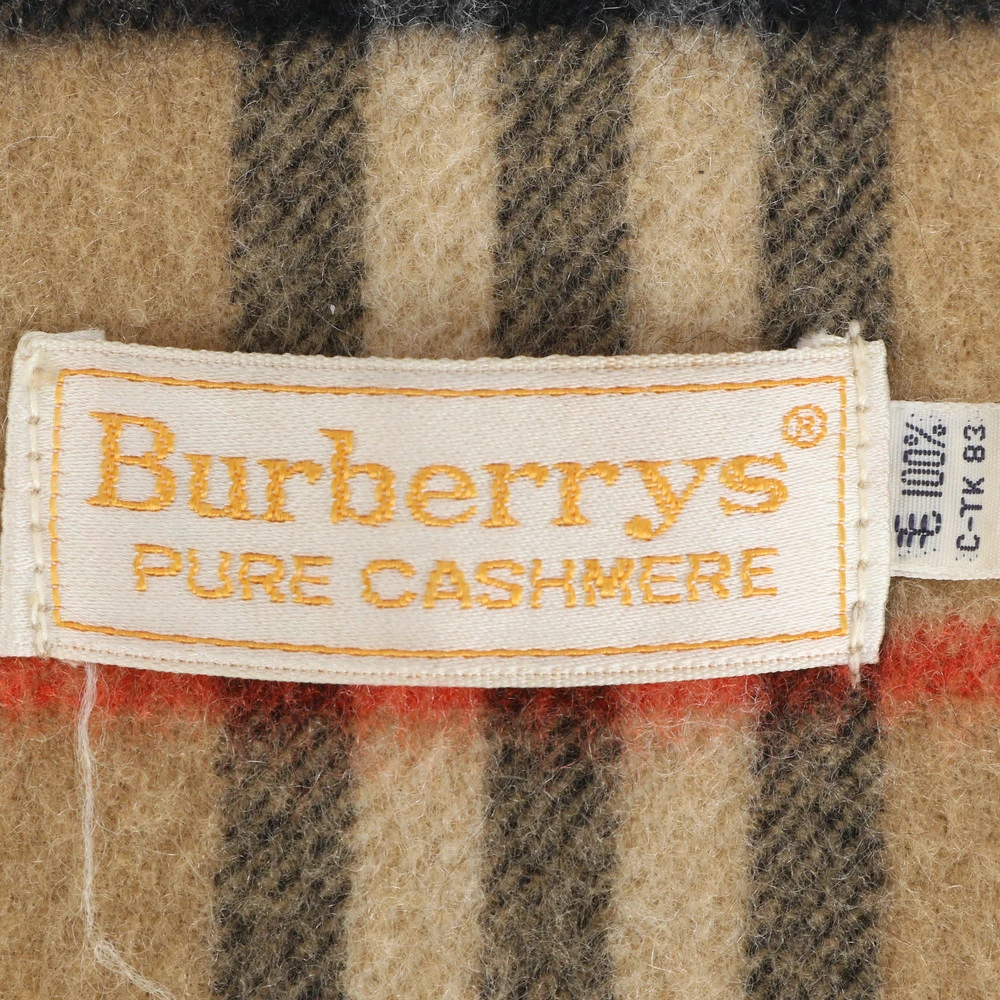 Burberrys®
PURE CASHMERE
毛 100%
C-TK 83